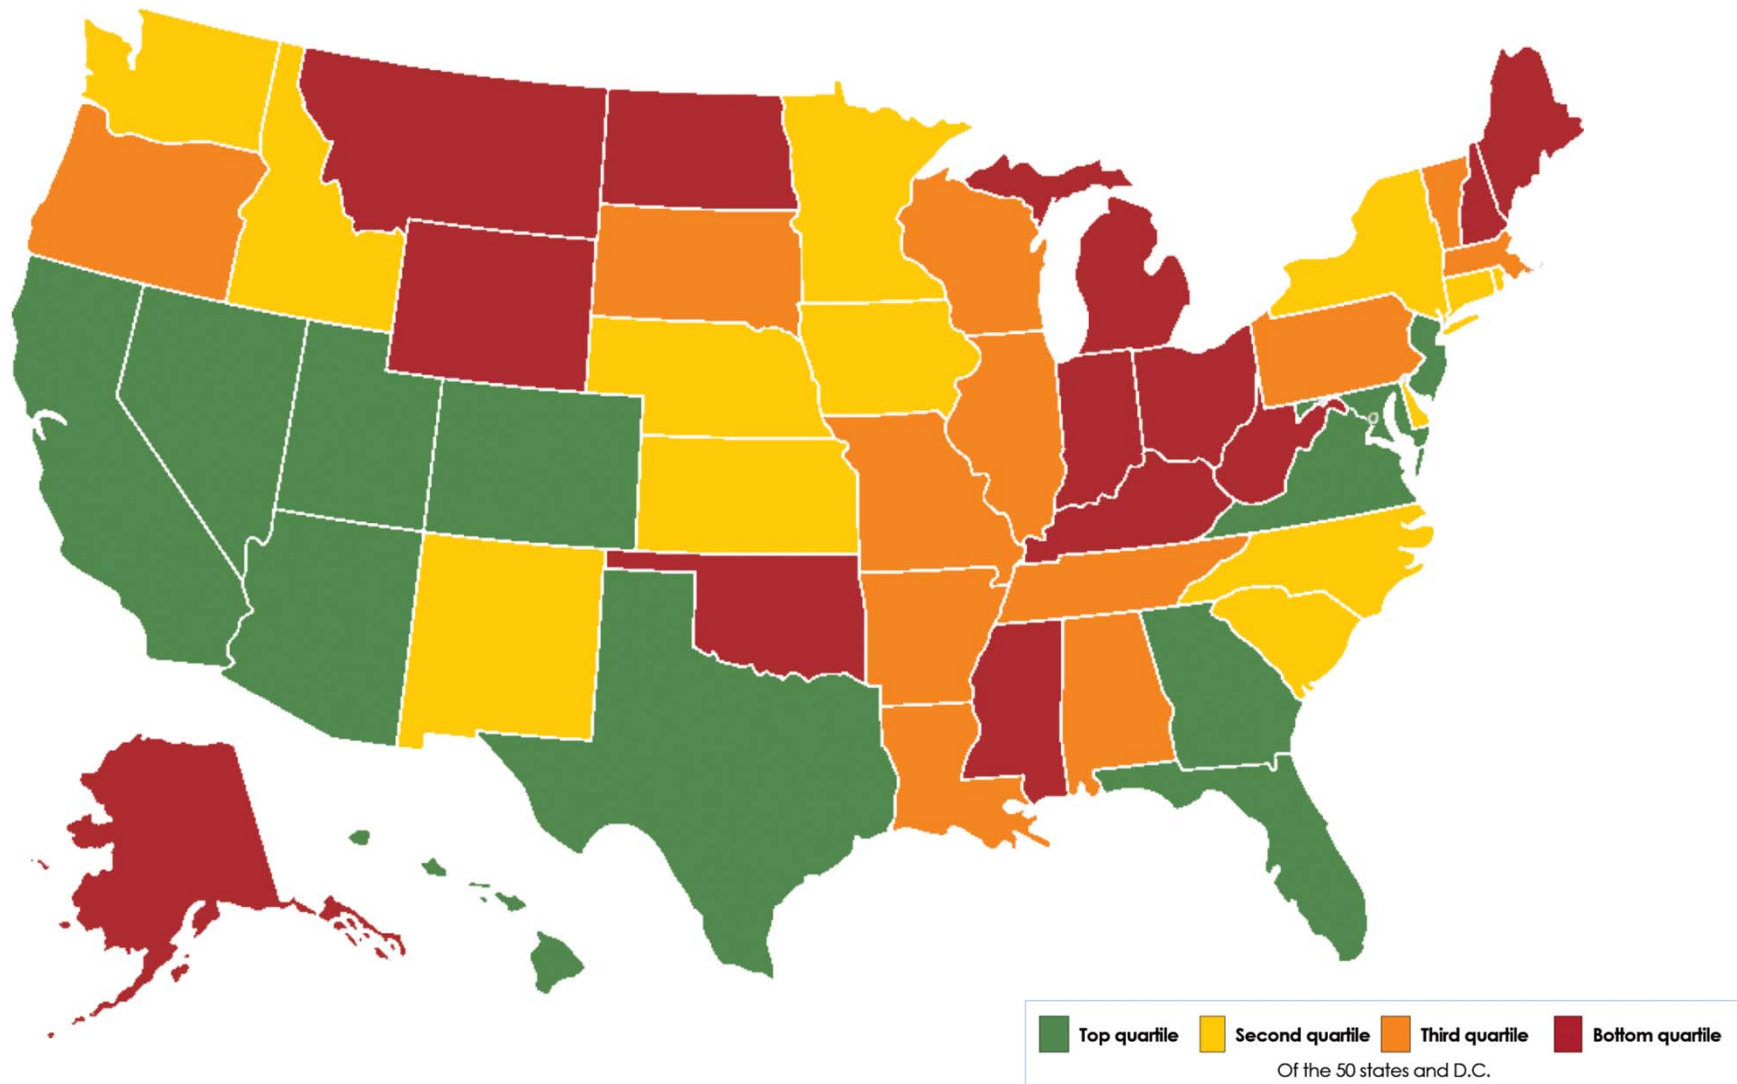 Top quartile Second quartile Third quartile Bottom quartile
Of the 50 states and D.C.